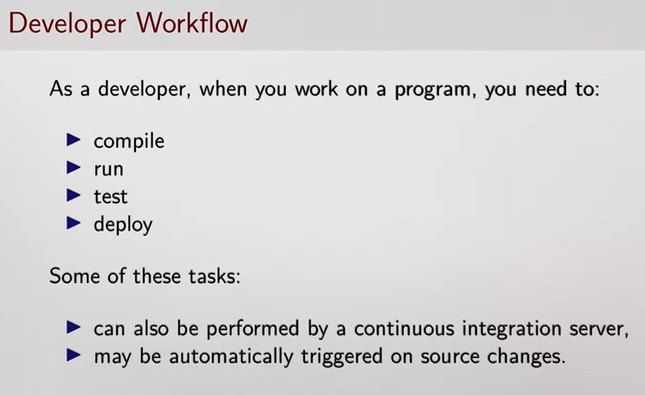 Developer Workflow
As a developer, when you work on a program, you need to:
compile
run
test
deploy
Some of these tasks:
can also be performed by a continuous integration server,
may be automatically triggered on source changes.